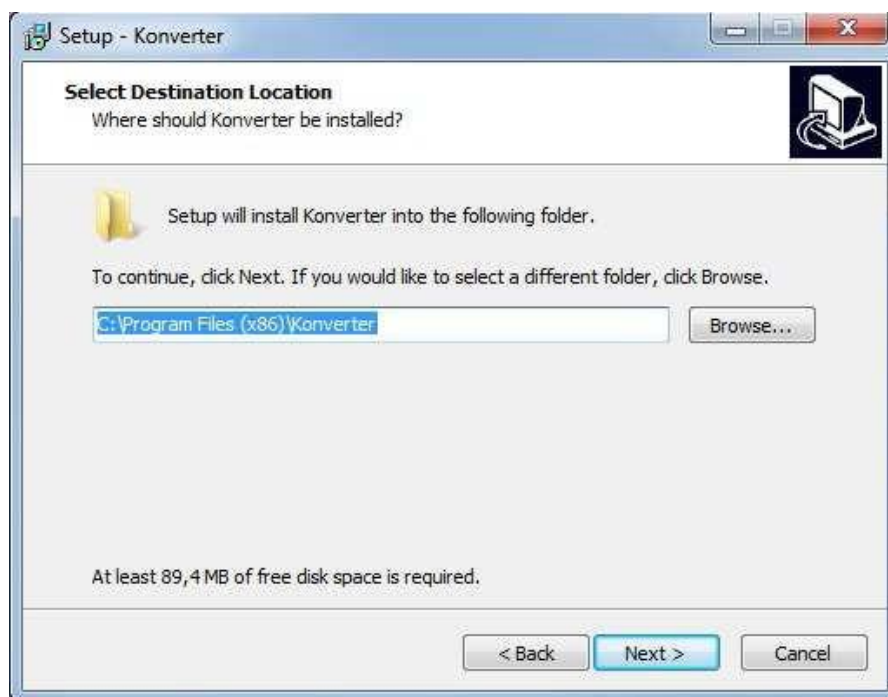 Setup - Konverter
Select Destination Location
Where should Konverter be installed?
Setup will install Konverter into the following folder.
To continue, click Next. If you would like to select a different folder, click Browse.
C:\Program Files (x86)\Konverter
Browse...
At least 89,4 MB of free disk space is required.
< Back Next > Cancel